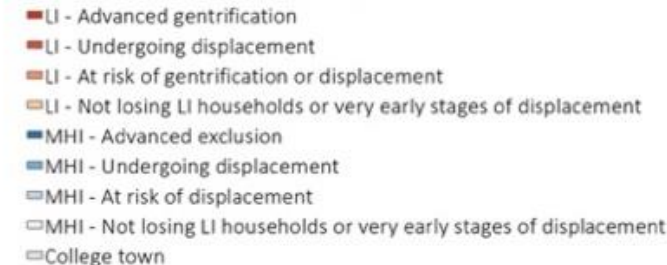 LI - Advanced gentrification
LI - Undergoing displacement
LI - At risk of gentrification or displacement
LI - Not losing LI households or very early stages of displacement
MHI - Advanced exclusion
MHI - Undergoing displacement
MHI - At risk of displacement
MHI - Not losing LI households or very early stages of displacement
College town